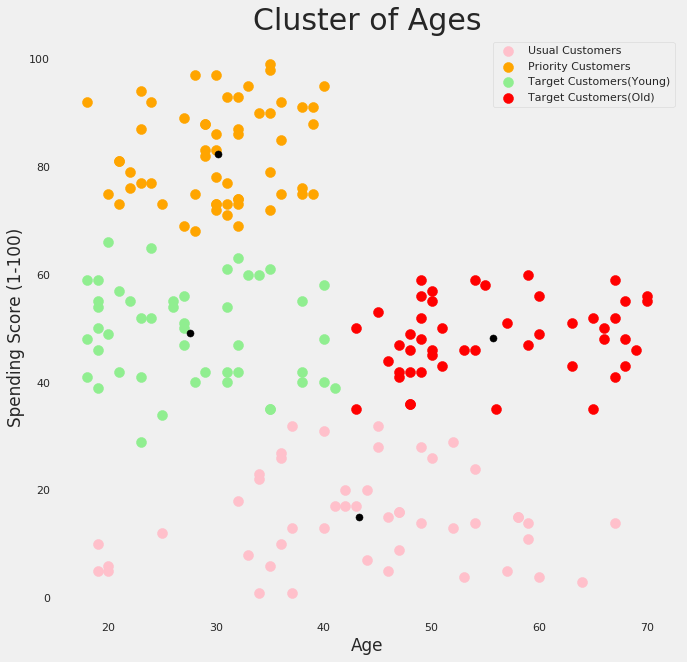 Cluster of Ages
Usual Customers
Priority Customers
Target Customers(Young)
Target Customers(Old)
Spending Score (1-100)
100
80
60
40
20
0
20 30 40 50 60 70
Age